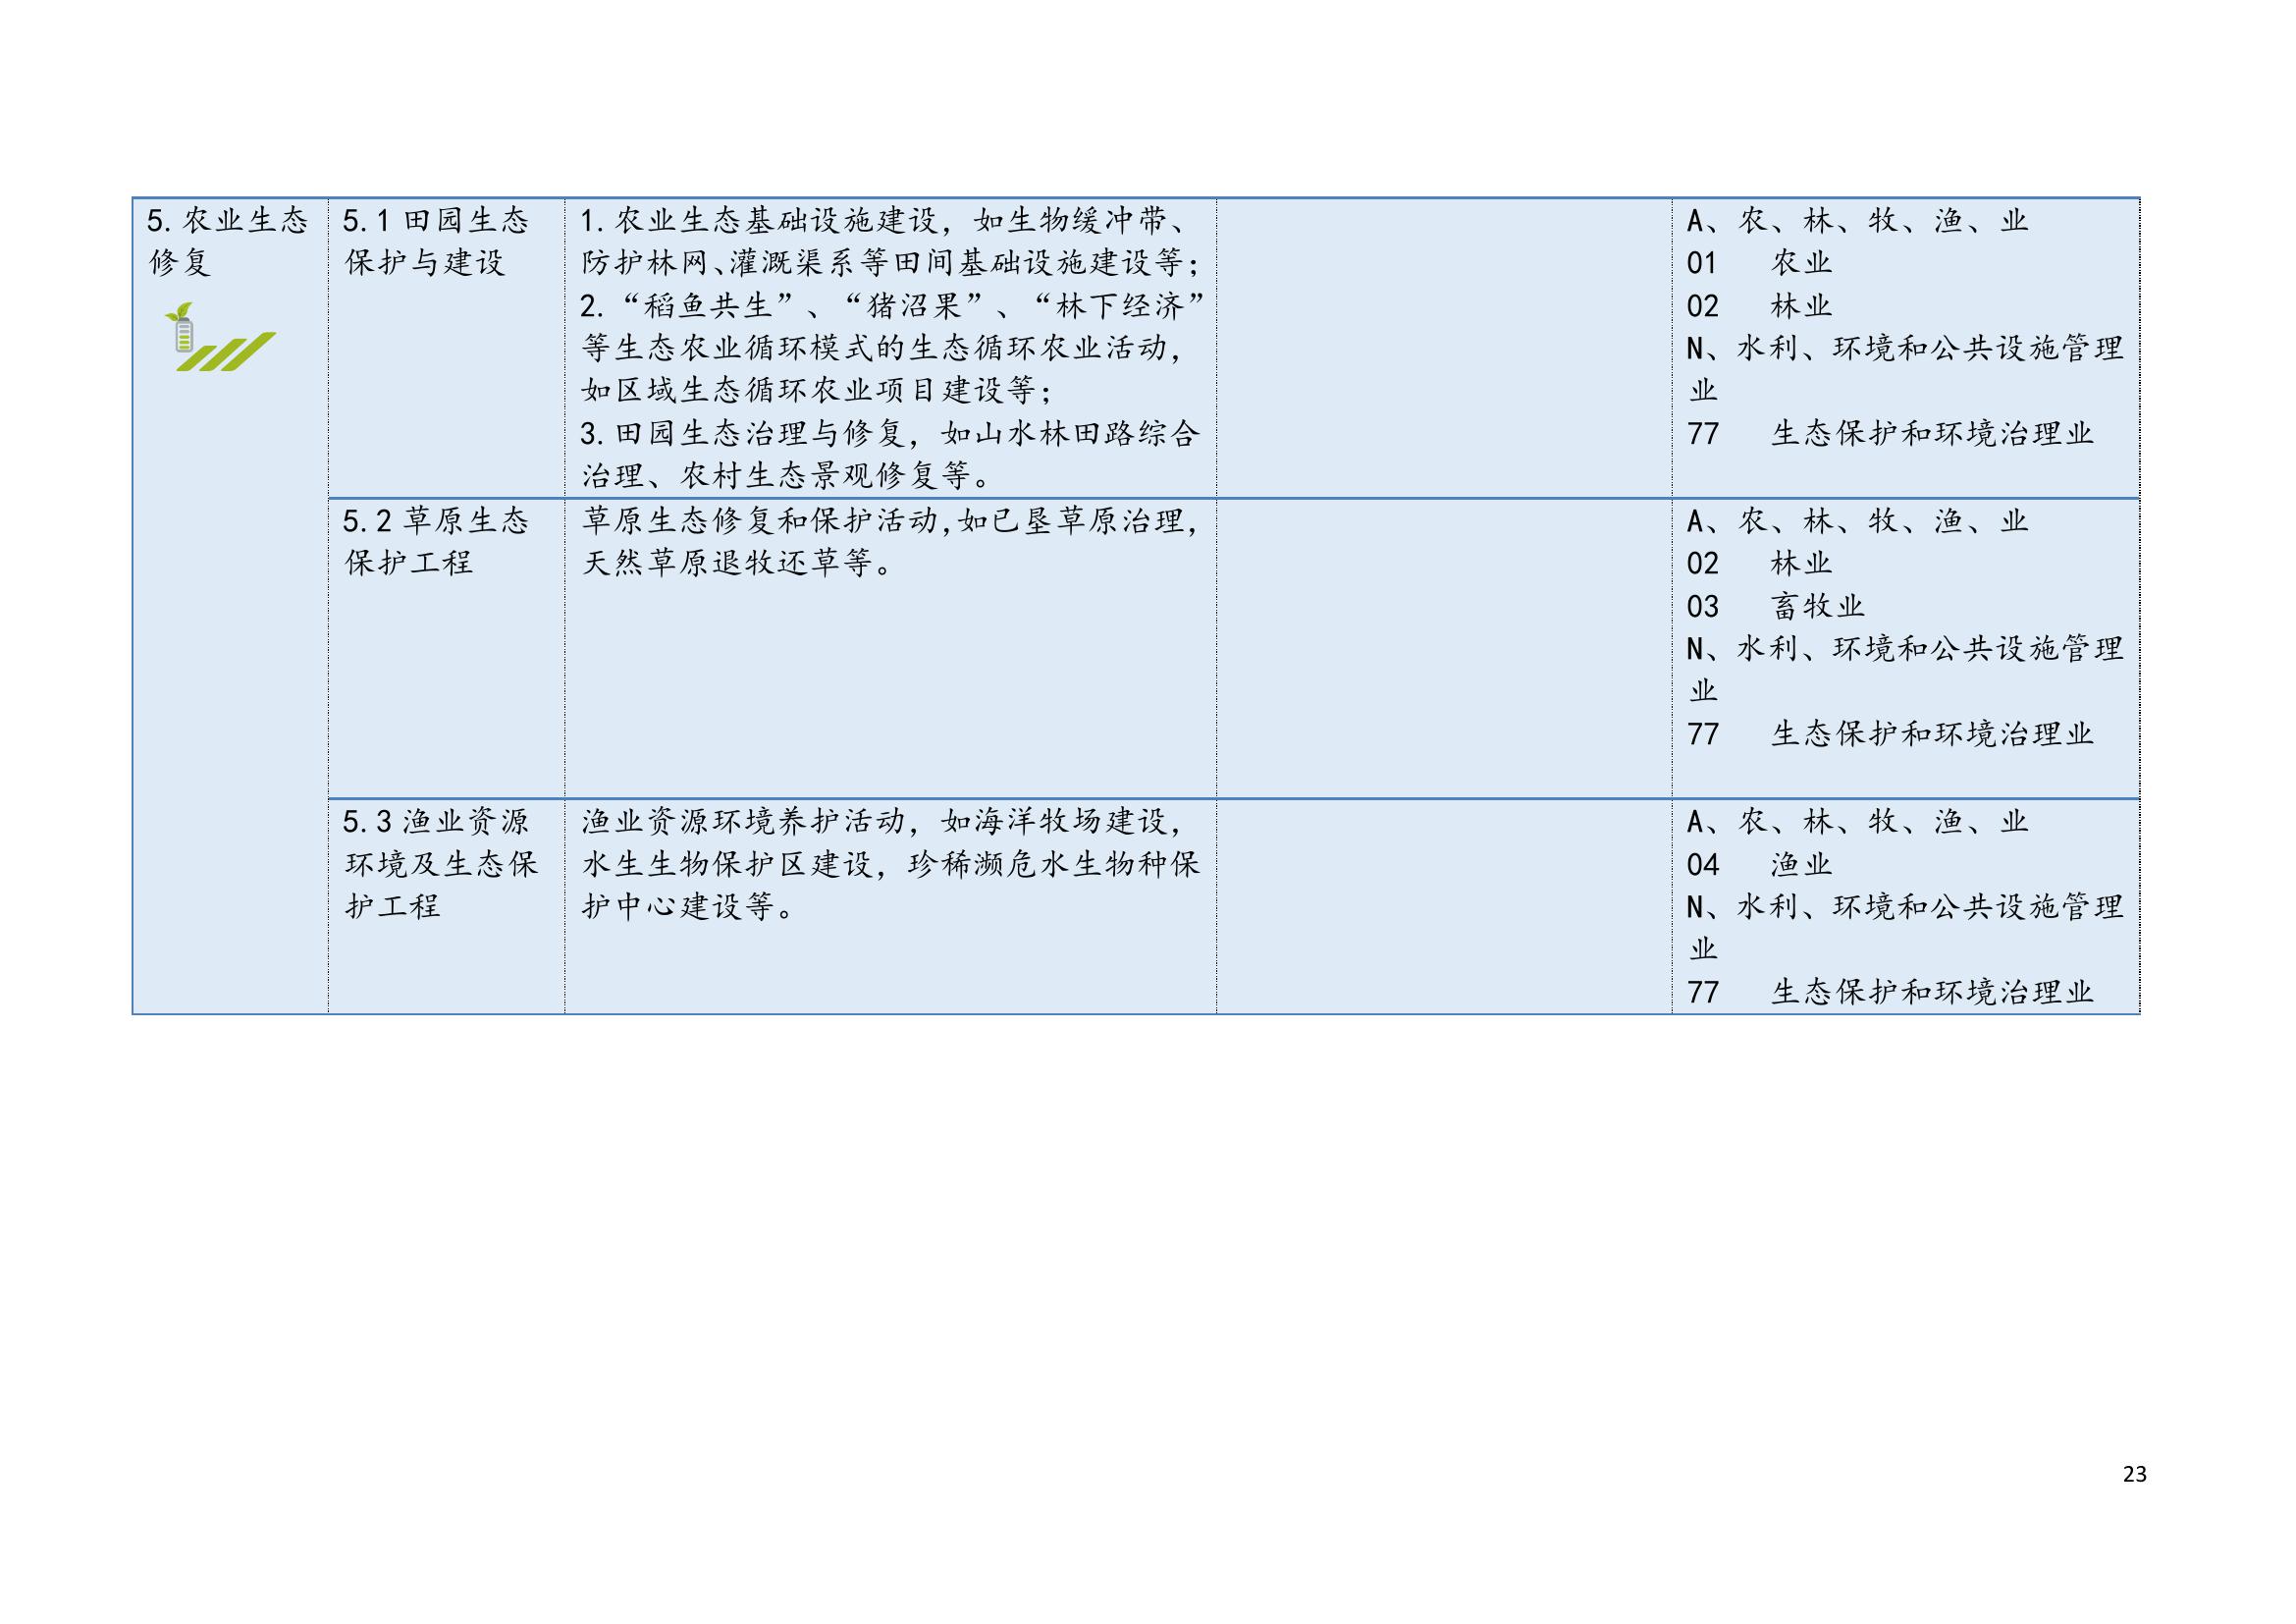 5.农业生态
修复
5.1 田园生态
保护与建设
1.农业生态基础设施建设，如生物缓冲带、
防护林网、灌溉渠系等田间基础设施建设等；
2.“稻鱼共生”、“猪沼果”、“林下经济”
等生态农业循环模式的生态循环农业活动，
如区域生态循环农业项目建设等；
3.田园生态治理与修复，如山水林田路综合
治理、农村生态景观修复等。
A、农、林、牧、渔、业
01 农业
02 林业
N、水利、环境和公共设施管理
业
77 生态保护和环境治理业
5.2 草原生态
保护工程
草原生态修复和保护活动,如已垦草原治理，
天然草原退牧还草等。
A、农、林、牧、渔、业
02 林业
03 畜牧业
N、水利、环境和公共设施管理
业
77 生态保护和环境治理业
5.3 渔业资源
环境及生态保
护工程
渔业资源环境养护活动，如海洋牧场建设，
水生生物保护区建设，珍稀濒危水生物种保
护中心建设等。
A、农、林、牧、渔、业
04 渔业
N、水利、环境和公共设施管理
业
77 生态保护和环境治理业
23